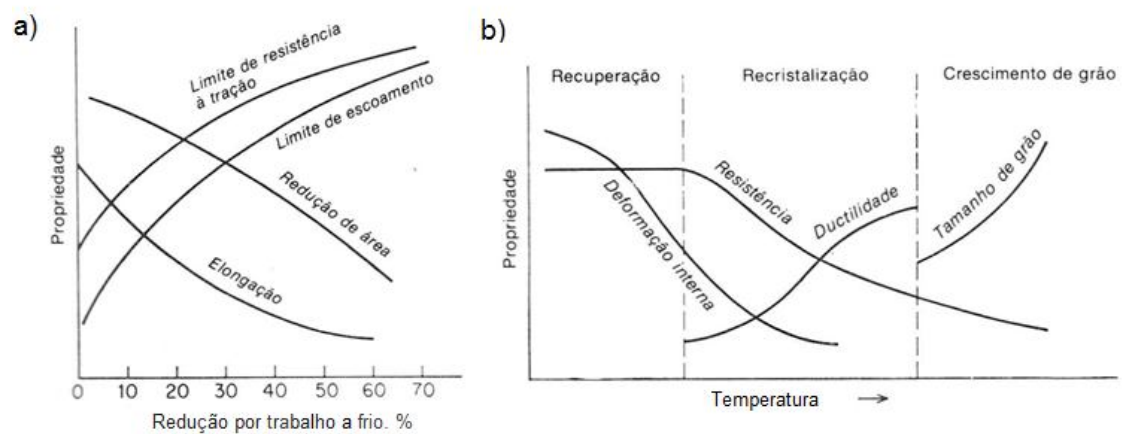 a)
Propriedade
Limite de resistência
à tração
Limite de escoamento
Redução de área
Elongação
0 10 20 30 40 50 60 70
Redução por trabalho a frio. %
b)
Recuperação Recristalização Crescimento de grão
Propriedade
Deformação interna
Resistência
Ductilidade
Tamanho de grão
Temperatura